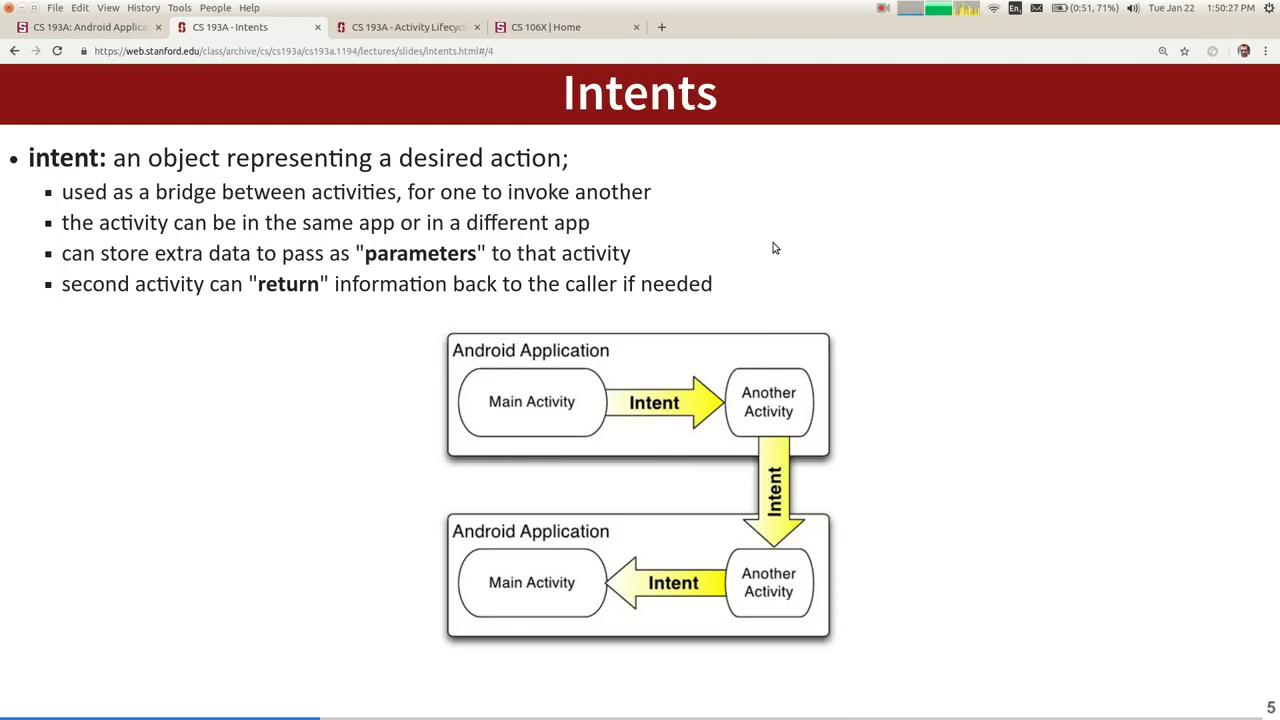 File Edit View History Tools People Help
En
(0:51, 71%)
Tue Jan 22 1:50:27 PM
CS 193A: Android Applica
CS 193A - Intents
CS 193A - Activity Lifecyc
CS 106X | Home
https://web.stanford.edu/class/archive/cs/cs193a/cs193a.1194/lectures/slides/intents.html#/4
Intents
• intent: an object representing a desired action;
▪ used as a bridge between activities, for one to invoke another
▪ the activity can be in the same app or in a different app
▪ can store extra data to pass as "parameters" to that activity
▪ second activity can "return" information back to the caller if needed
Android Application
Main Activity
Intent
Another
Activity
Intent
Android Application
Main Activity
Intent
Another
Activity
5